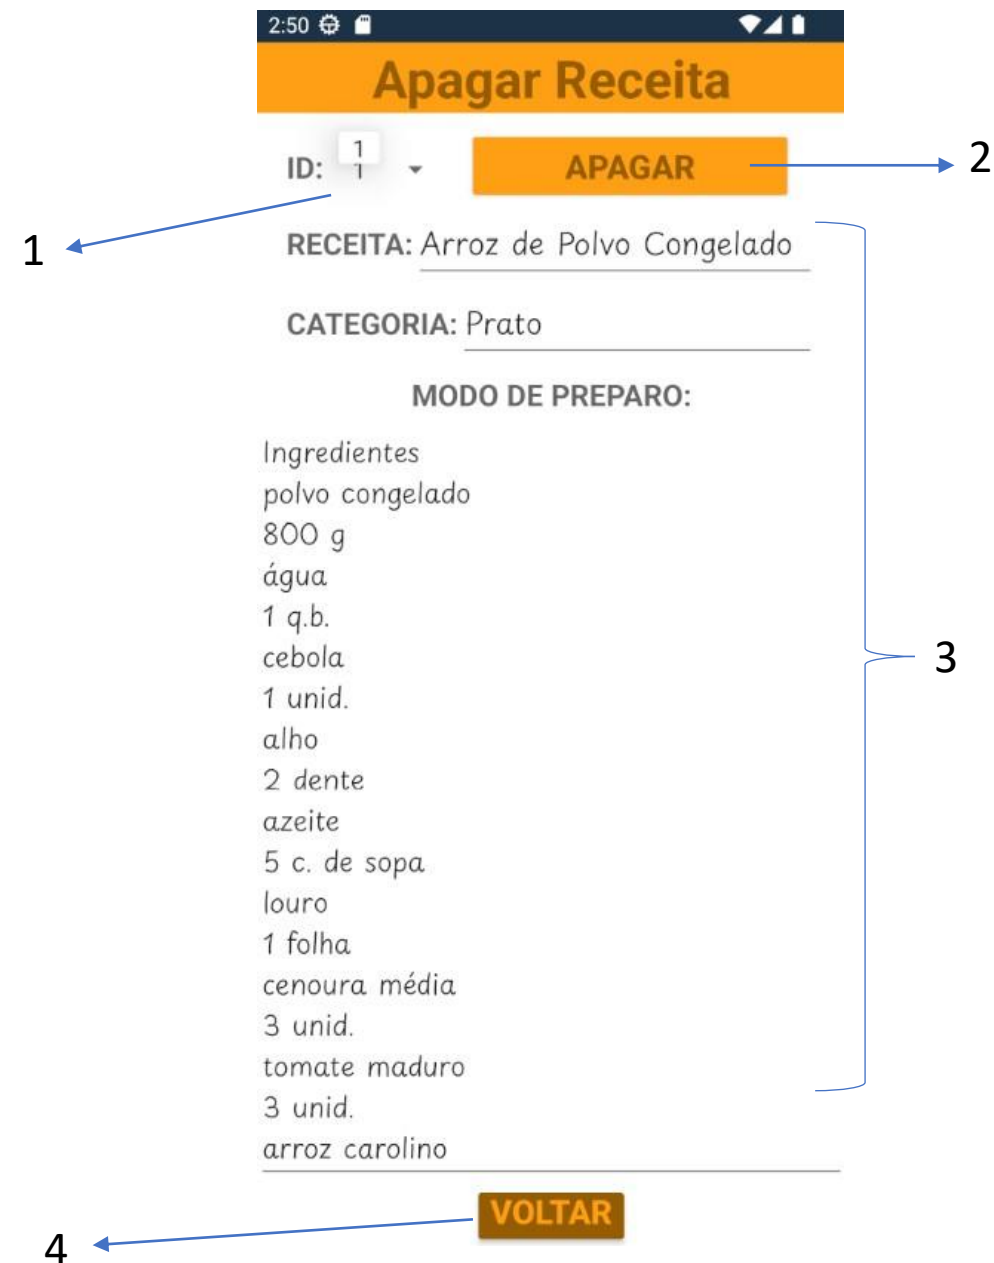 2:50
Apagar Receita
1
ID: 1
APAGAR
2
1
RECEITA: Arroz de Polvo Congelado
CATEGORIA: Prato
MODO DE PREPARO:
Ingredientes
polvo congelado
800 g
água
1 q.b.
cebola
1 unid.
3
alho
2 dente
azeite
5 c. de sopa
louro
1 folha
cenoura média
3 unid.
tomate maduro
3 unid.
arroz carolino
VOLTAR
4